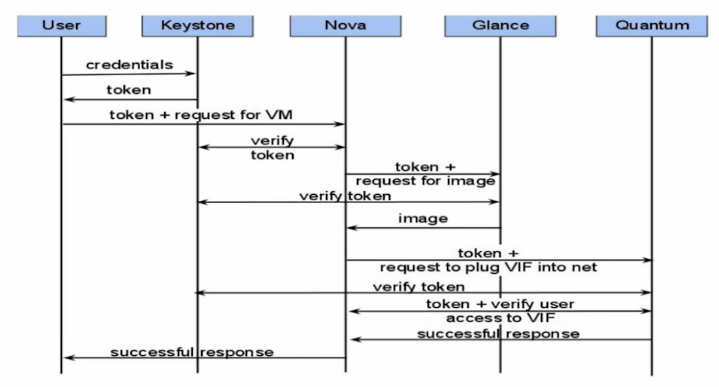 User Keystone Nova Glance Quantum
credentials
token
token + request for VM
verify
token
token +
request for image
verify token
image
token +
request to plug VIF into net
verify token
token + verify user
access to VIF
successful response
successful response